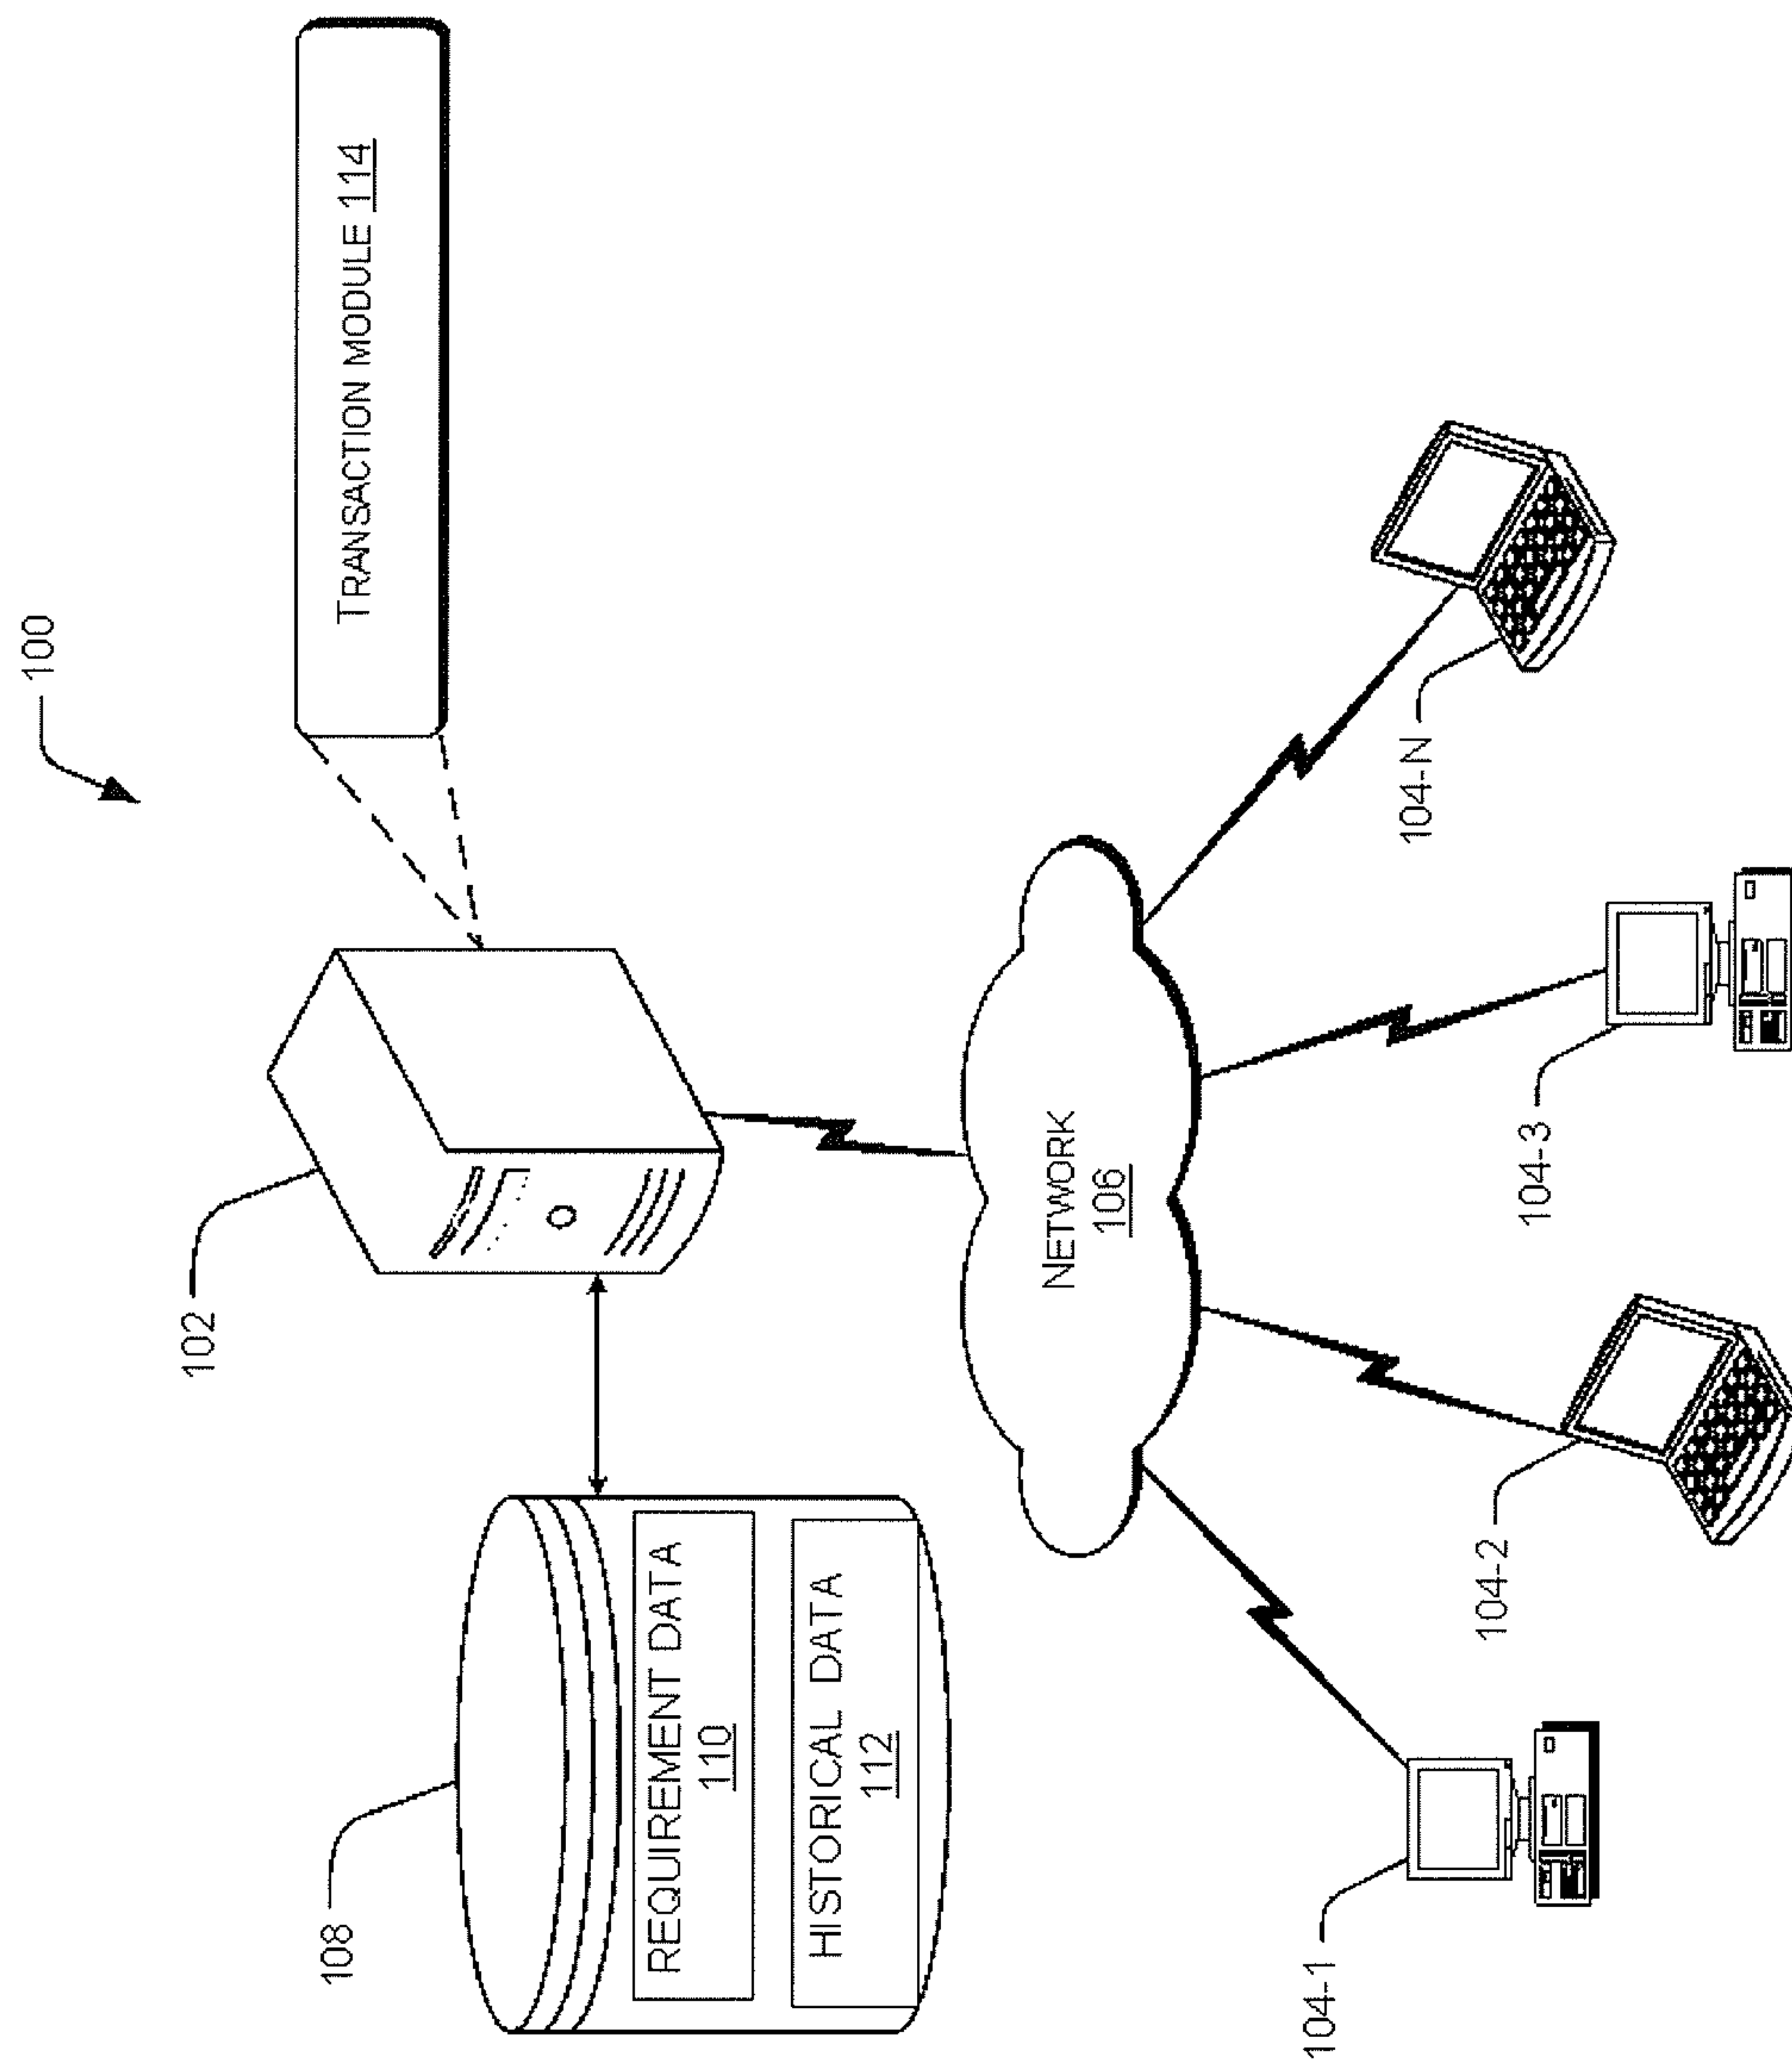 100
TRANSACTION MODULE 114
102
108
REQUIREMENT DATA
110
HISTORICAL DATA
112
NETWORK
106
104-1
104-2
104-3
104-N